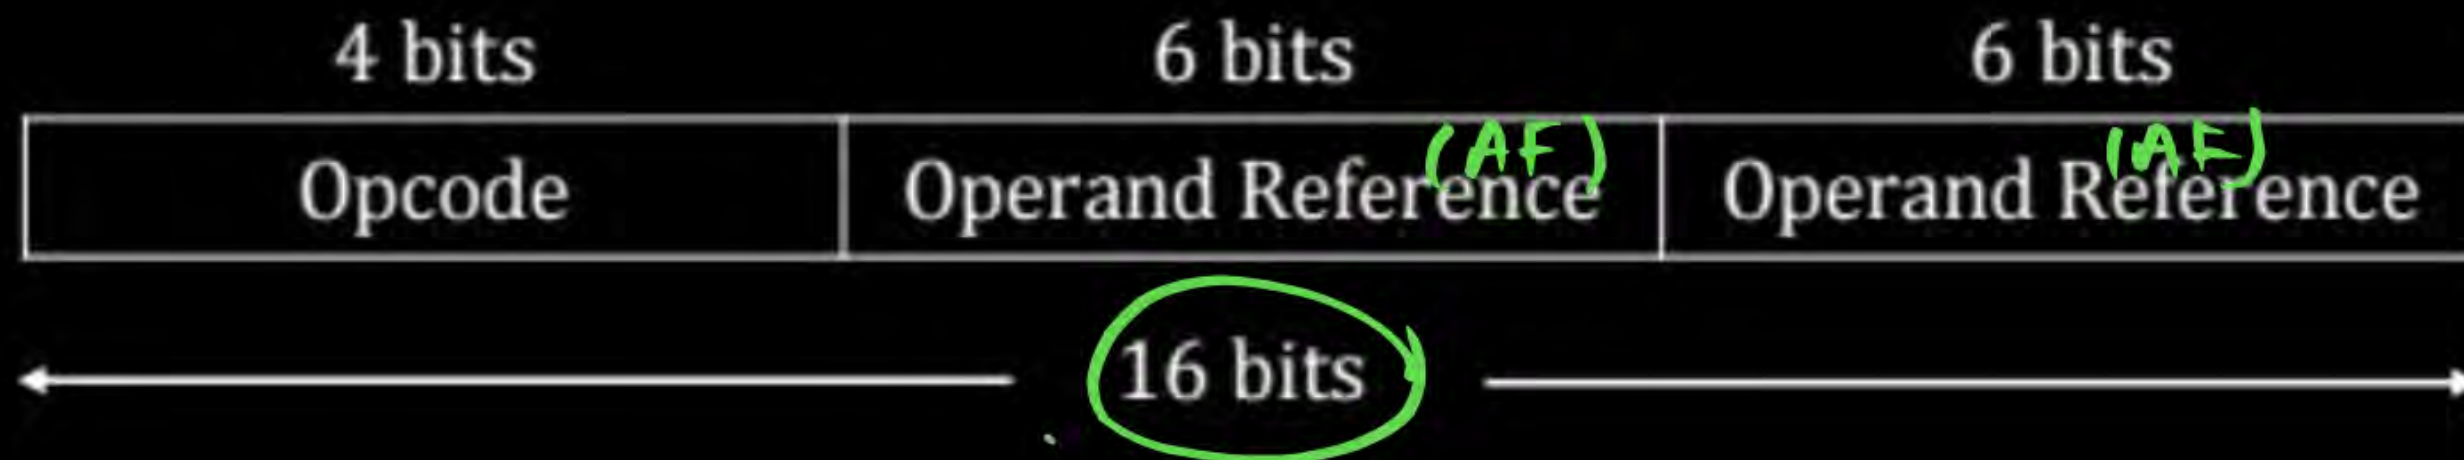 4 bits 6 bits 6 bits
(AF) (AF)
Opcode Operand Reference Operand Reference
16 bits